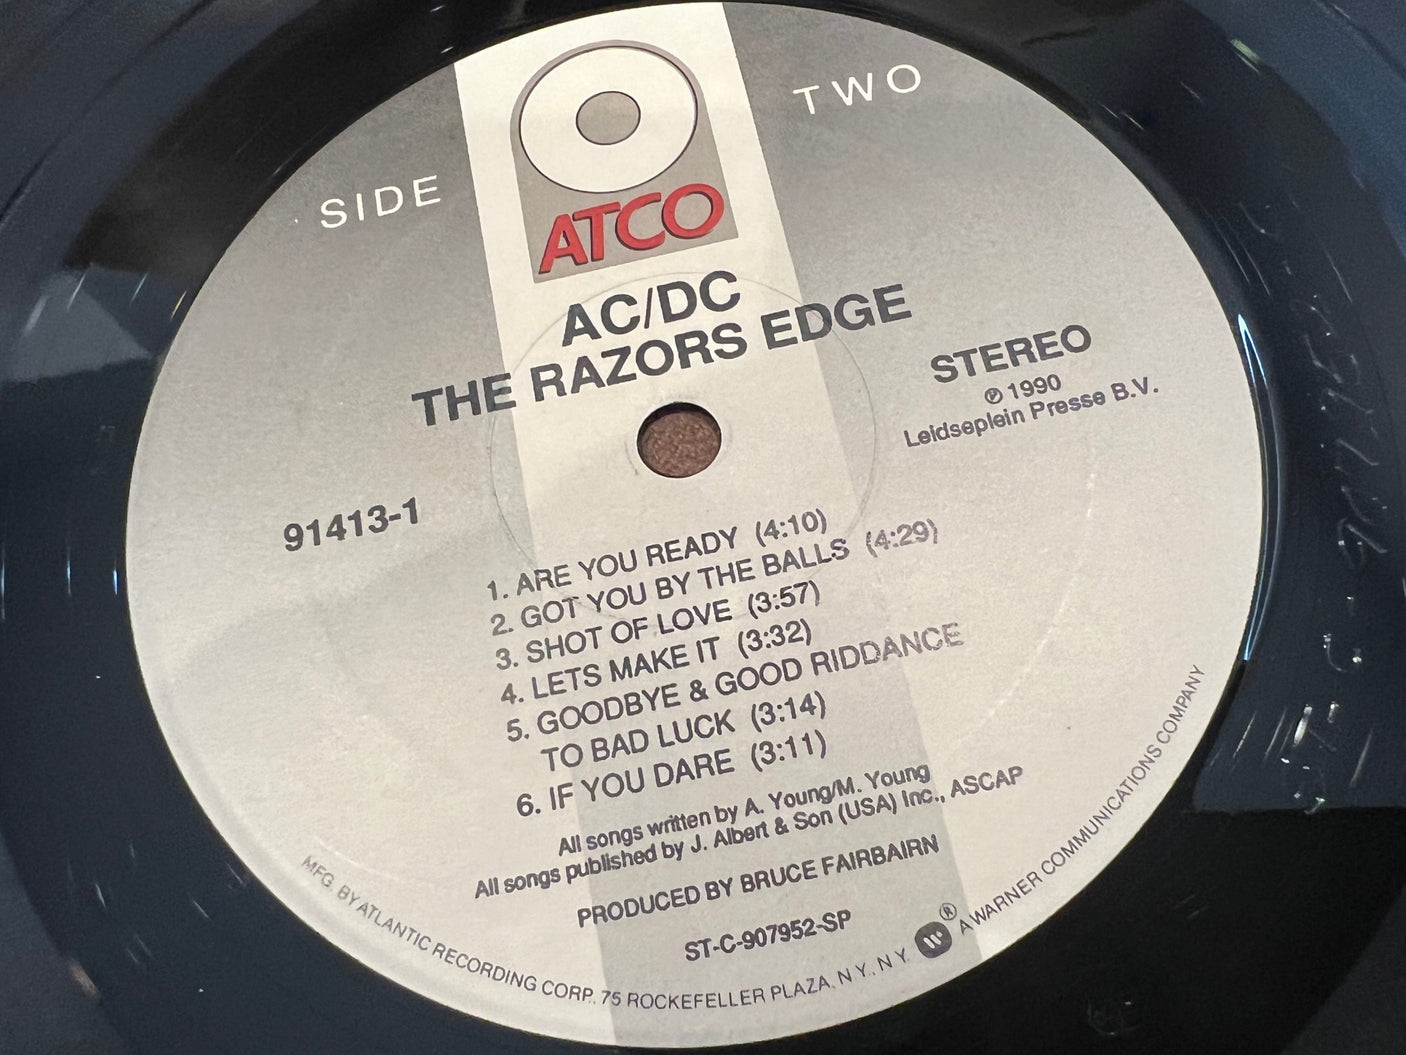 SIDE TWO
ATCO
AC/DC
THE RAZORS EDGE
STEREO
℗ 1990
Leidseplein Presse B.V.
91413-1
1. ARE YOU READY (4:10)
2. GOT YOU BY THE BALLS (4:29)
3. SHOT OF LOVE (3:57)
4. LETS MAKE IT (3:32)
5. GOODBYE & GOOD RIDDANCE
TO BAD LUCK (3:14)
6. IF YOU DARE (3:11)
All songs written by A. Young/M. Young
All songs published by J. Albert & Son (USA) Inc., ASCAP
PRODUCED BY BRUCE FAIRBAIRN
ST-C-907952-SP
MFG. BY ATLANTIC RECORDING CORP., 75 ROCKEFELLER PLAZA, N.Y., N.Y. ® A WARNER COMMUNICATIONS COMPANY